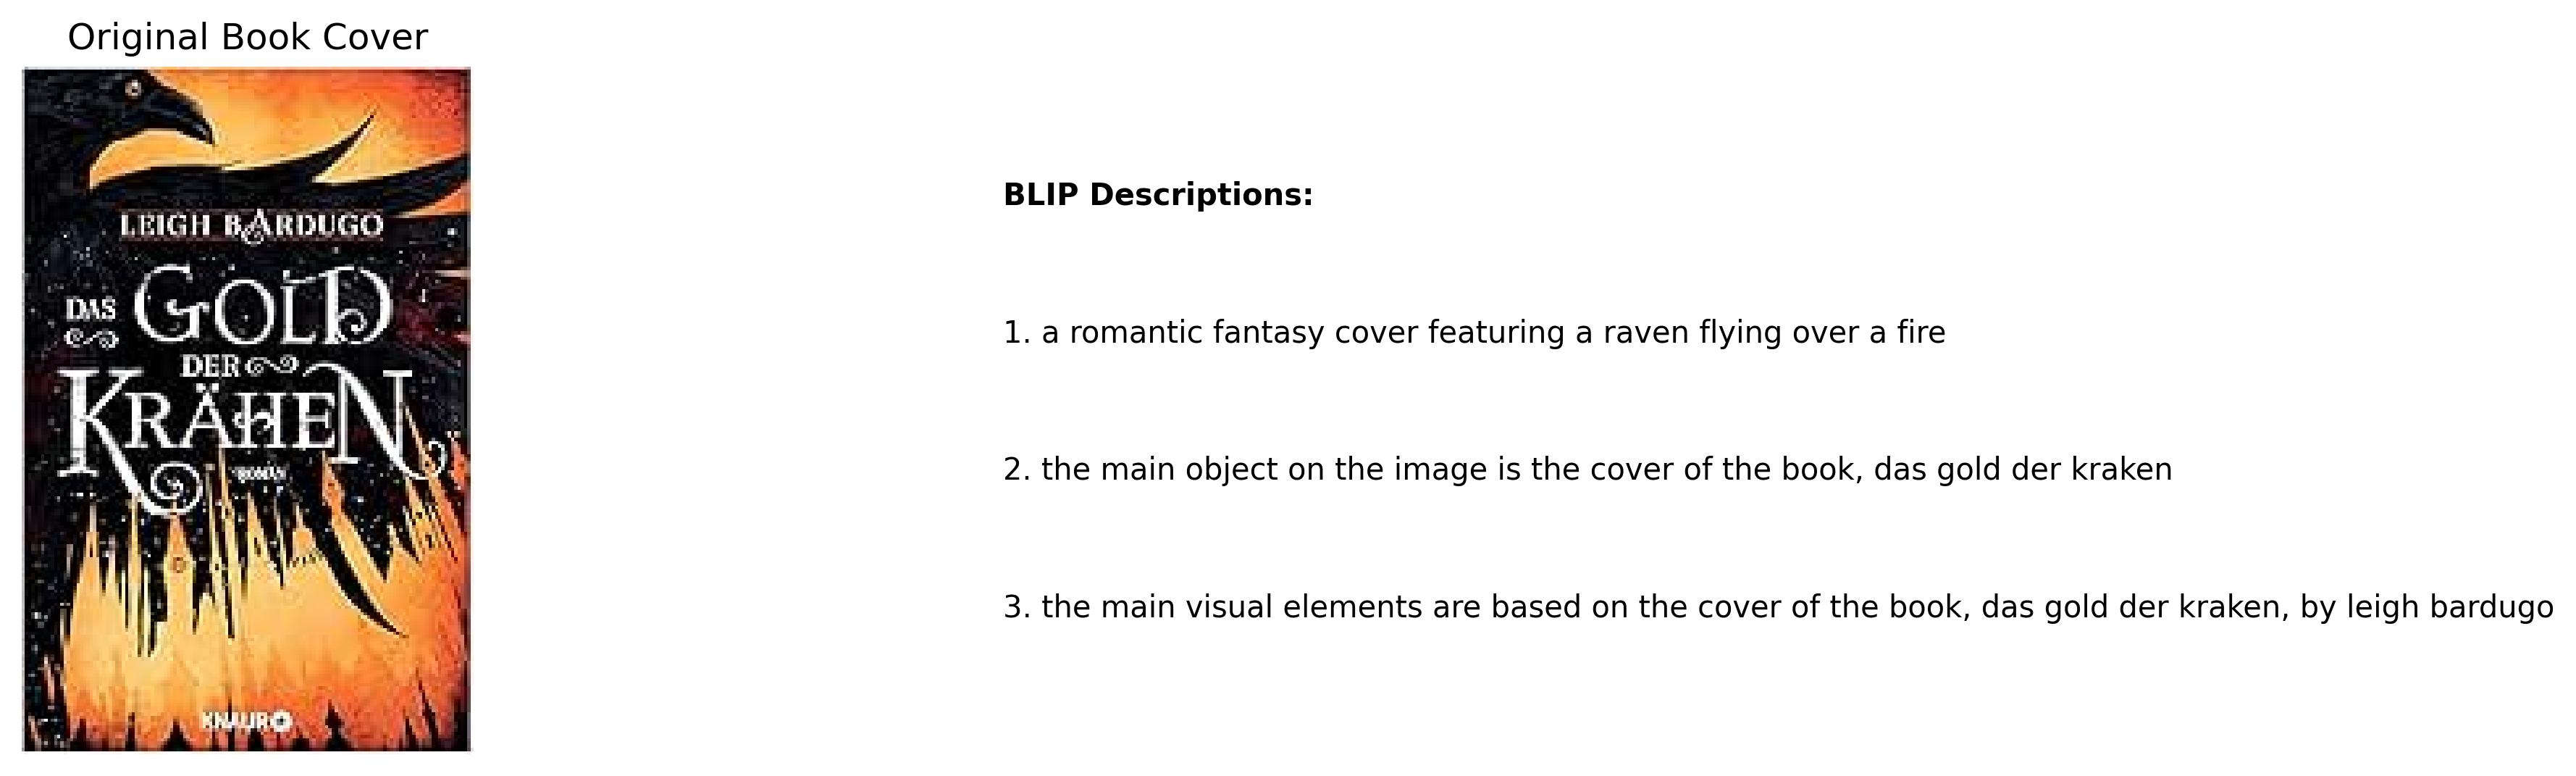 Original Book Cover
LEIGH BARDUGO
DAS GOLD
DER
KRÄHEN
ROMAN
KNAUR
BLIP Descriptions:
1. a romantic fantasy cover featuring a raven flying over a fire
2. the main object on the image is the cover of the book, das gold der kraken
3. the main visual elements are based on the cover of the book, das gold der kraken, by leigh bardugo